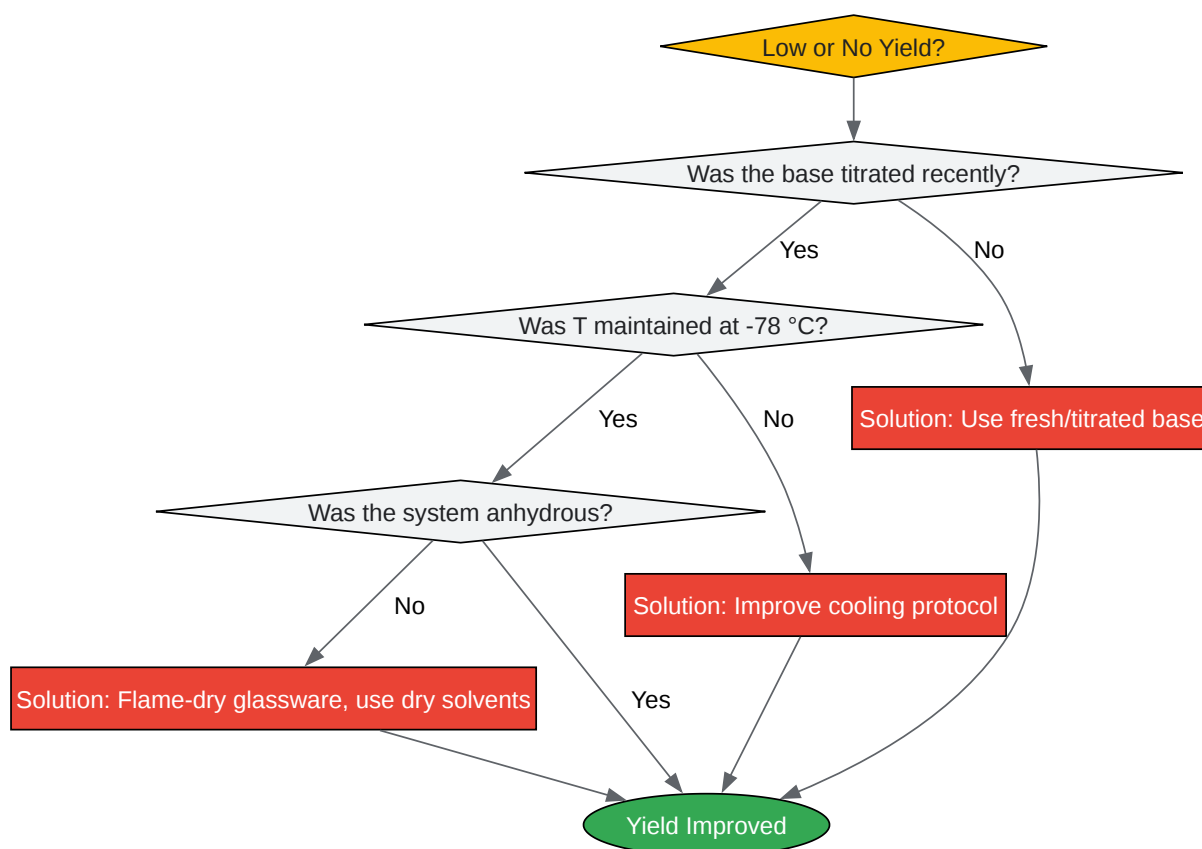 Low or No Yield?
Was the base titrated recently?
Yes
No
Was T maintained at -78 °C?
Yes
No
Solution: Use fresh/titrated base
Was the system anhydrous?
No
Yes
Solution: Improve cooling protocol
Solution: Flame-dry glassware, use dry solvents
Yield Improved